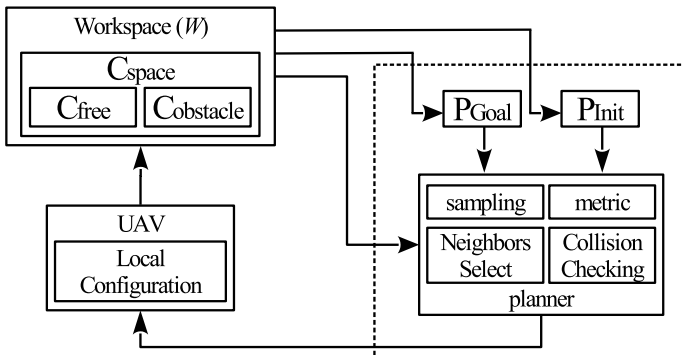 Workspace (W)
Cspace
Cfree
Cobstacle
PGoal
PInit
sampling
metric
Neighbors
Select
Collision
Checking
planner
UAV
Local
Configuration